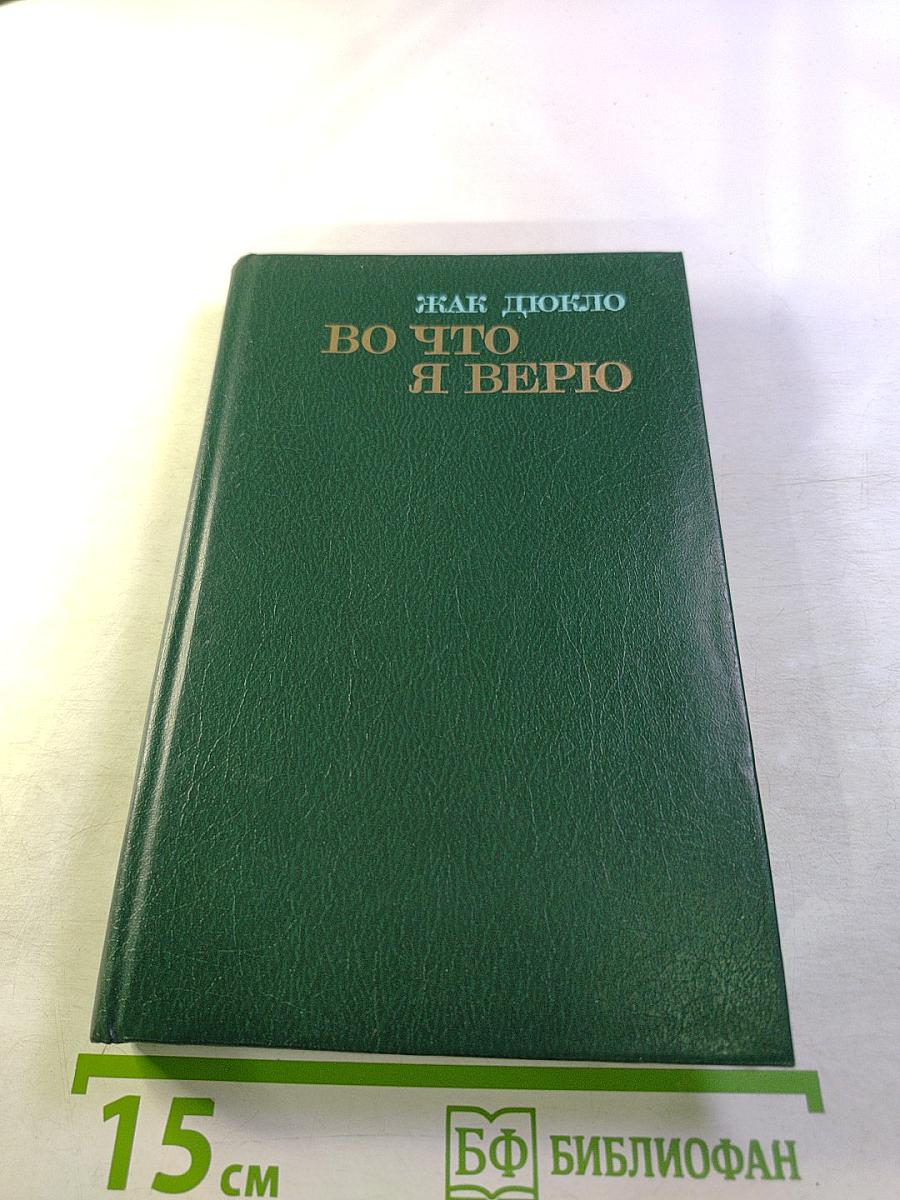 ЖАК ДЮКЛО
ВО ЧТО
Я ВЕРЮ
15 см
БФ БИБЛИОФАН